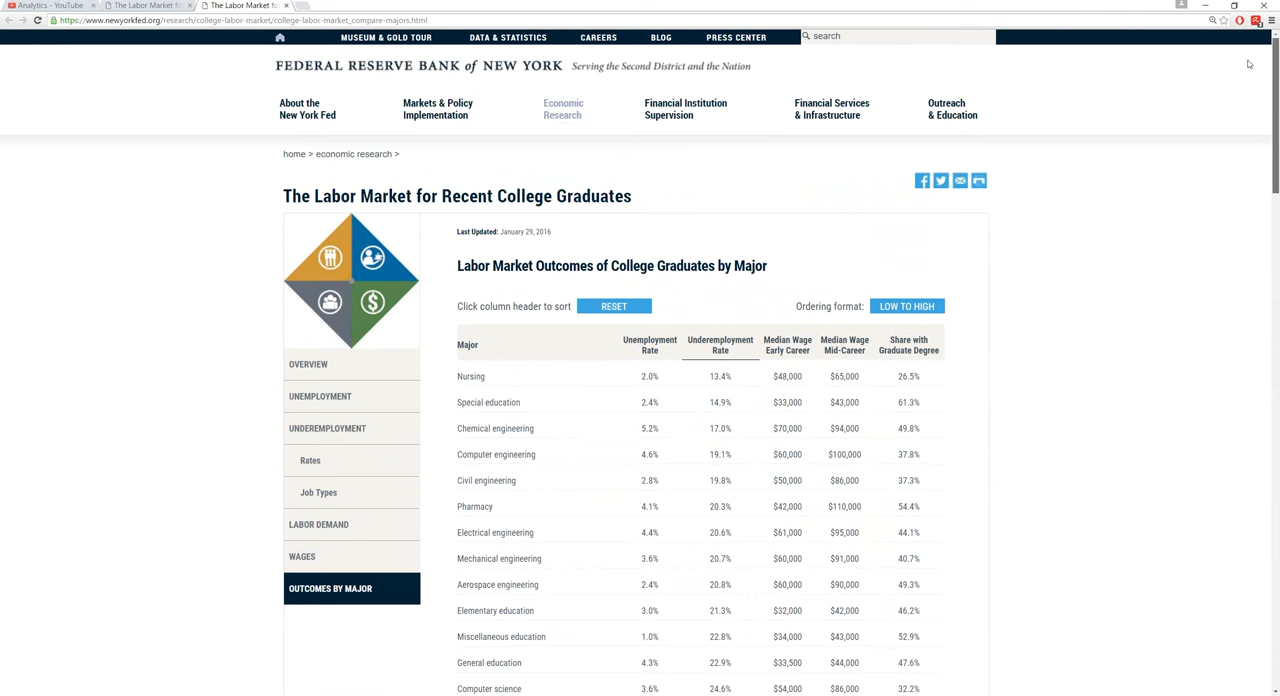 Analytics - YouTube
The Labor Market fo
The Labor Market fo
https://www.newyorkfed.org/research/college-labor-market/college-labor-market_compare-majors.html
MUSEUM & GOLD TOUR DATA & STATISTICS CAREERS BLOG PRESS CENTER search
FEDERAL RESERVE BANK of NEW YORK Serving the Second District and the Nation
About the New York Fed
Markets & Policy Implementation
Economic Research
Financial Institution Supervision
Financial Services & Infrastructure
Outreach & Education
home > economic research >
The Labor Market for Recent College Graduates
OVERVIEW
UNEMPLOYMENT
UNDEREMPLOYMENT
Rates
Job Types
LABOR DEMAND
WAGES
OUTCOMES BY MAJOR
Last Updated: January 29, 2016
Labor Market Outcomes of College Graduates by Major
Click column header to sort RESET Ordering format: LOW TO HIGH
Major Unemployment Rate Underemployment Rate Median Wage Early Career Median Wage Mid-Career Share with Graduate Degree
Nursing 2.0% 13.4% $48,000 $65,000 26.5%
Special education 2.4% 14.9% $33,000 $43,000 61.3%
Chemical engineering 5.2% 17.0% $70,000 $94,000 49.8%
Computer engineering 4.6% 19.1% $60,000 $100,000 37.8%
Civil engineering 2.8% 19.8% $50,000 $86,000 37.3%
Pharmacy 4.1% 20.3% $42,000 $110,000 54.4%
Electrical engineering 4.4% 20.6% $61,000 $95,000 44.1%
Mechanical engineering 3.6% 20.7% $60,000 $91,000 40.7%
Aerospace engineering 2.4% 20.8% $60,000 $90,000 49.3%
Elementary education 3.0% 21.3% $32,000 $42,000 46.2%
Miscellaneous education 1.0% 22.8% $34,000 $43,000 52.9%
General education 4.3% 22.9% $33,500 $44,000 47.6%
Computer science 3.6% 24.6% $54,000 $86,000 32.2%